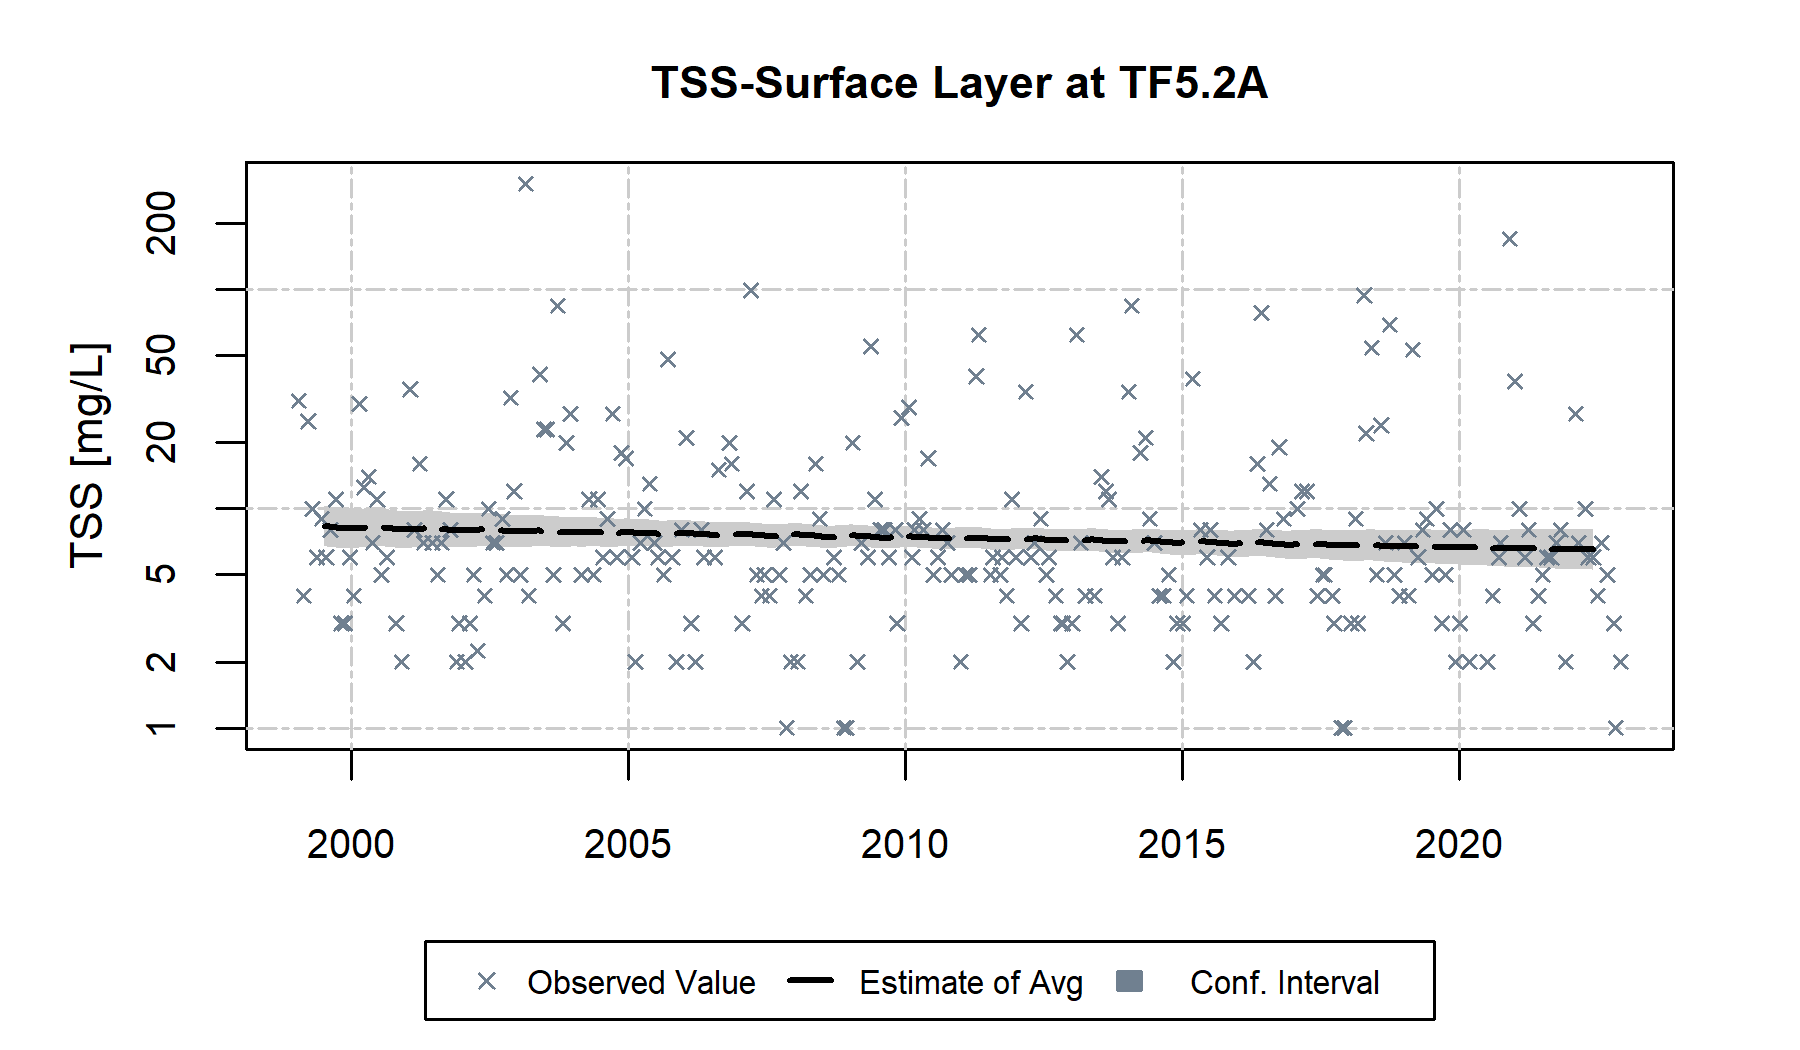 TSS-Surface Layer at TF5.2A
TSS [mg/L]
200
50
20
5
2
1
2000 2005 2010 2015 2020
Observed Value Estimate of Avg Conf. Interval